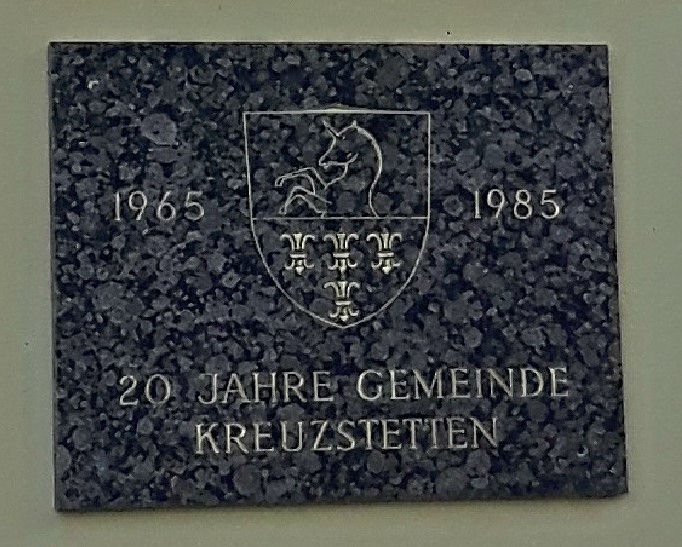 1965 1985
20 JAHRE GEMEINDE
KREUZSTETTEN